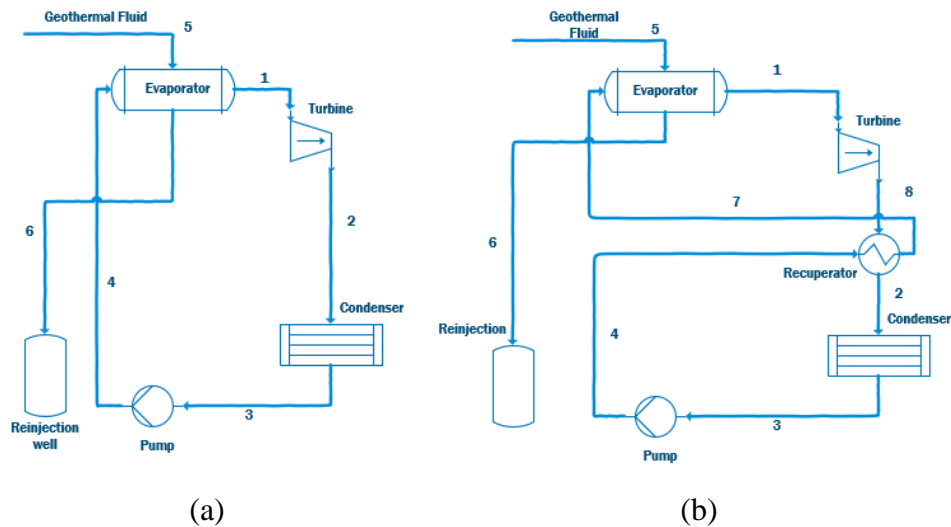 Geothermal Fluid
5
Evaporator
1
Turbine
2
6
4
Condenser
3
Reinjection
well
Pump
(a)
Geothermal
Fluid
5
Evaporator
1
Turbine
8
7
6
Recuperator
2
Condenser
Reinjection
4
3
Pump
(b)